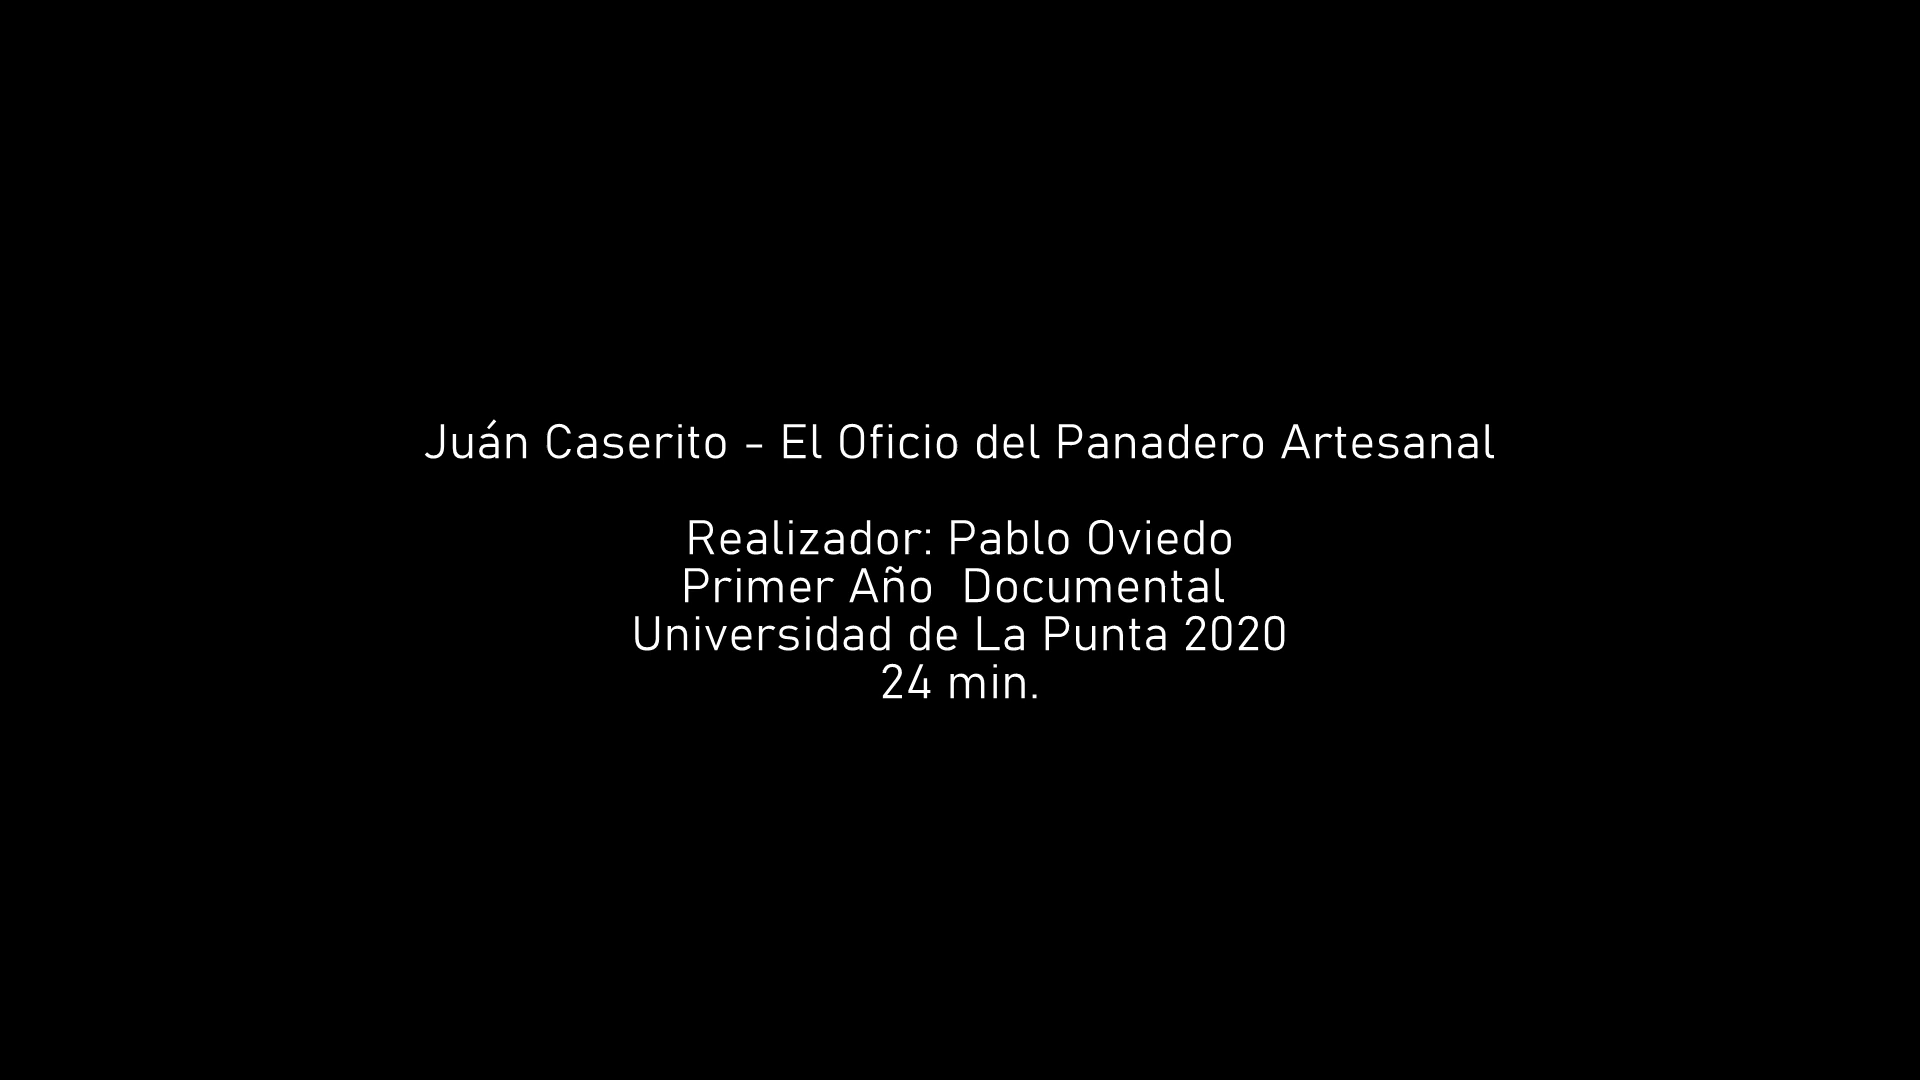 Juán Caserito - El Oficio del Panadero Artesanal
Realizador: Pablo Oviedo
Primer Año  Documental
Universidad de La Punta 2020
24 min.